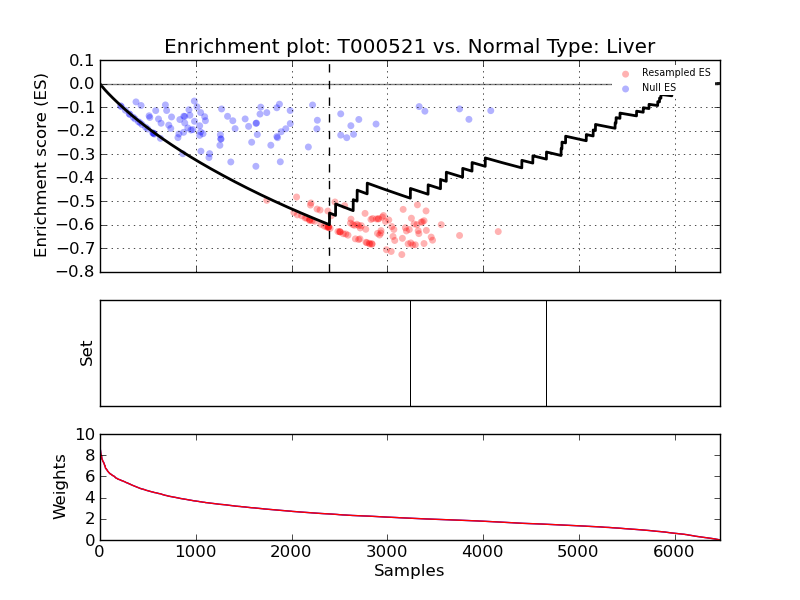 Enrichment plot: T000521 vs. Normal Type: Liver
0.1
0.0
−0.1
−0.2
−0.3
−0.4
−0.5
−0.6
−0.7
−0.8
Enrichment score (ES)
Resampled ES
Null ES
Set
10
8
6
4
2
0
Weights
0 1000 2000 3000 4000 5000 6000
Samples